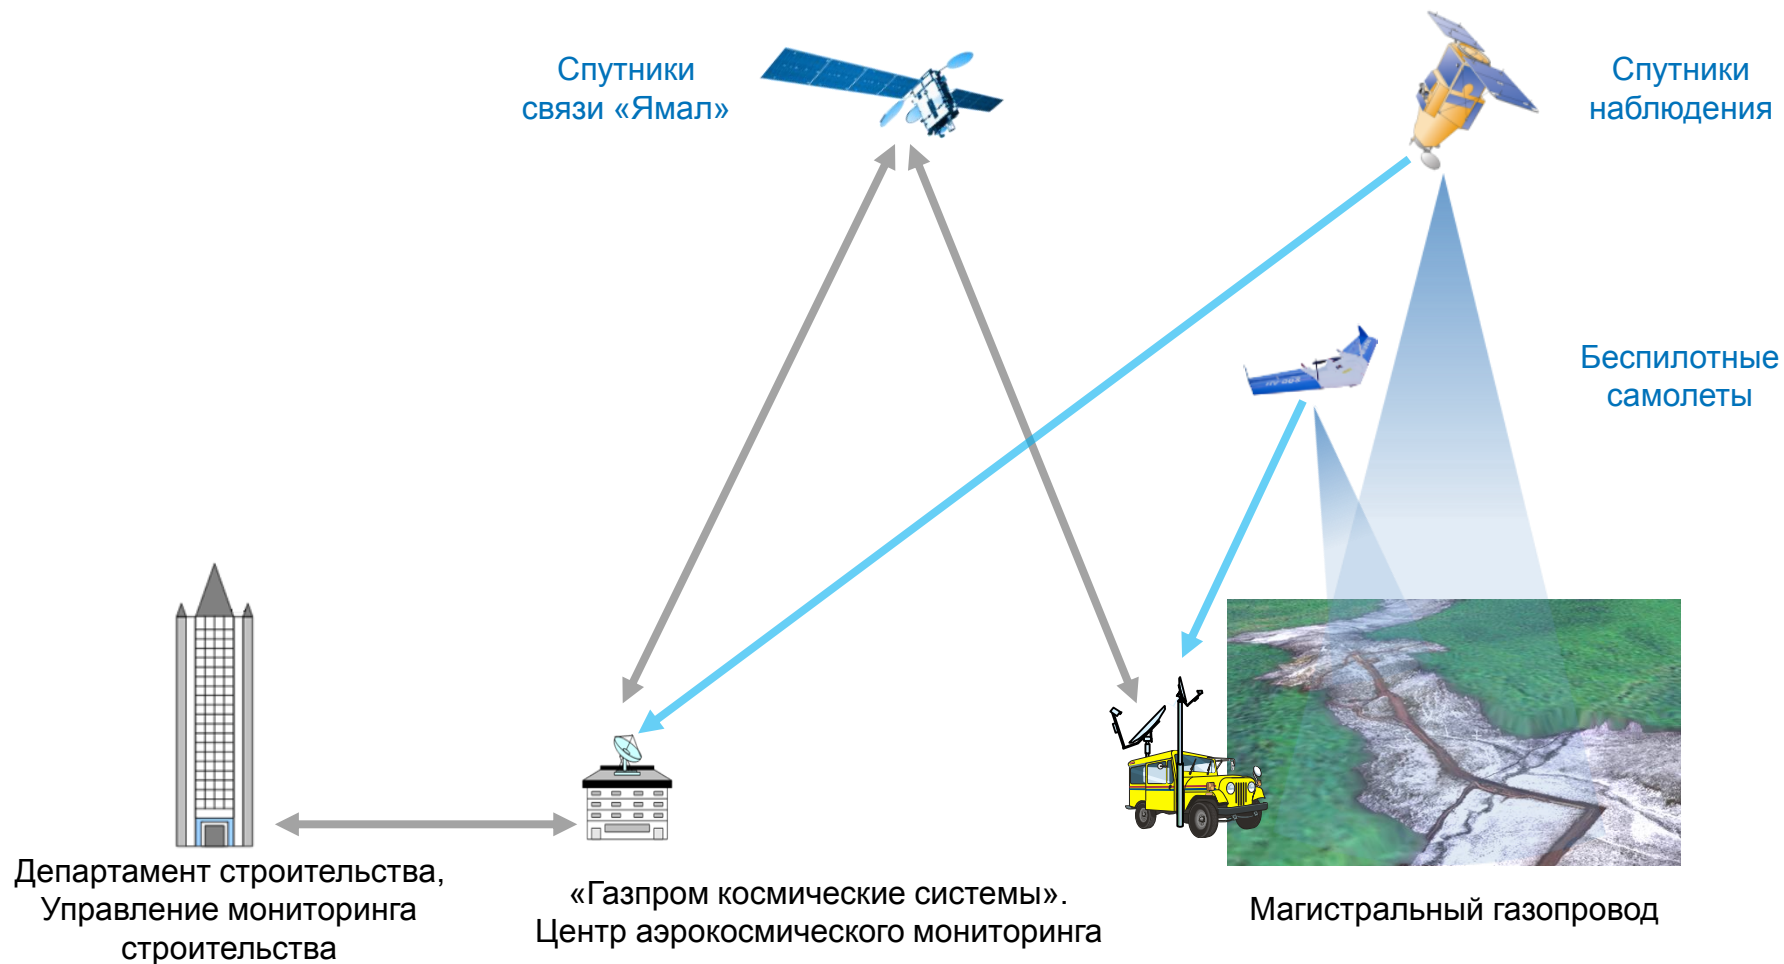 Спутники
связи «Ямал»
Спутники
наблюдения
Беспилотные
самолеты
Департамент строительства,
Управление мониторинга
строительства
«Газпром космические системы».
Центр аэрокосмического мониторинга
Магистральный газопровод